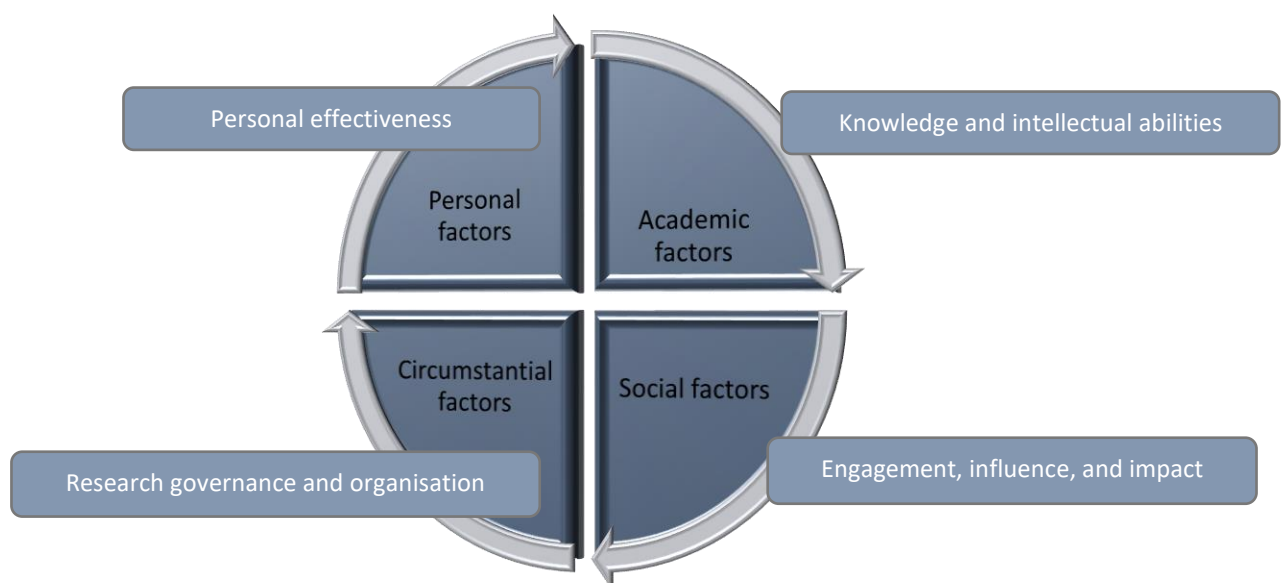 Personal effectiveness
Knowledge and intellectual abilities
Personal
factors
Academic
factors
Circumstantial
factors
Social factors
Research governance and organisation
Engagement, influence, and impact